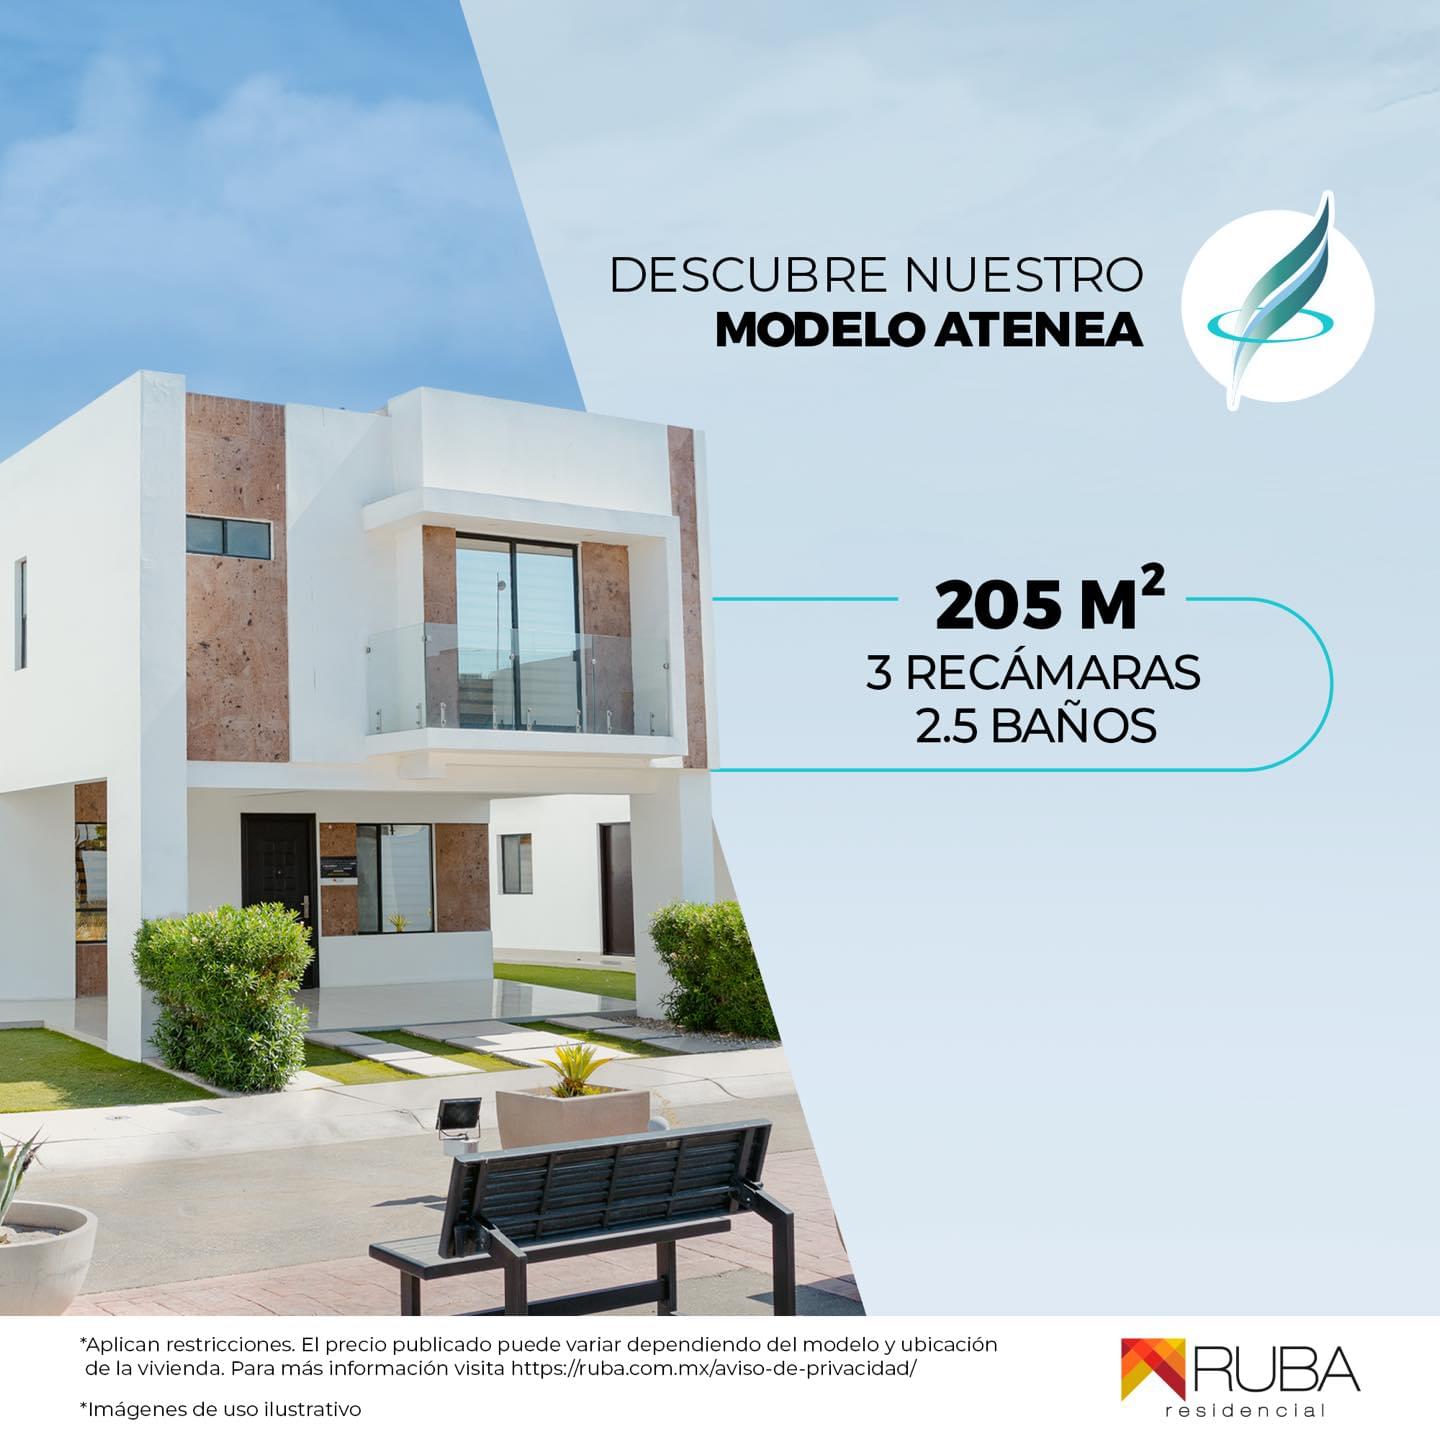 DESCUBRE NUESTRO
MODELO ATENEA
205 M²
3 RECÁMARAS
2.5 BAÑOS
*Aplican restricciones. El precio publicado puede variar dependiendo del modelo y ubicación
de la vivienda. Para más información visita https://ruba.com.mx/aviso-de-privacidad/
*Imágenes de uso ilustrativo
RUBA
residencial